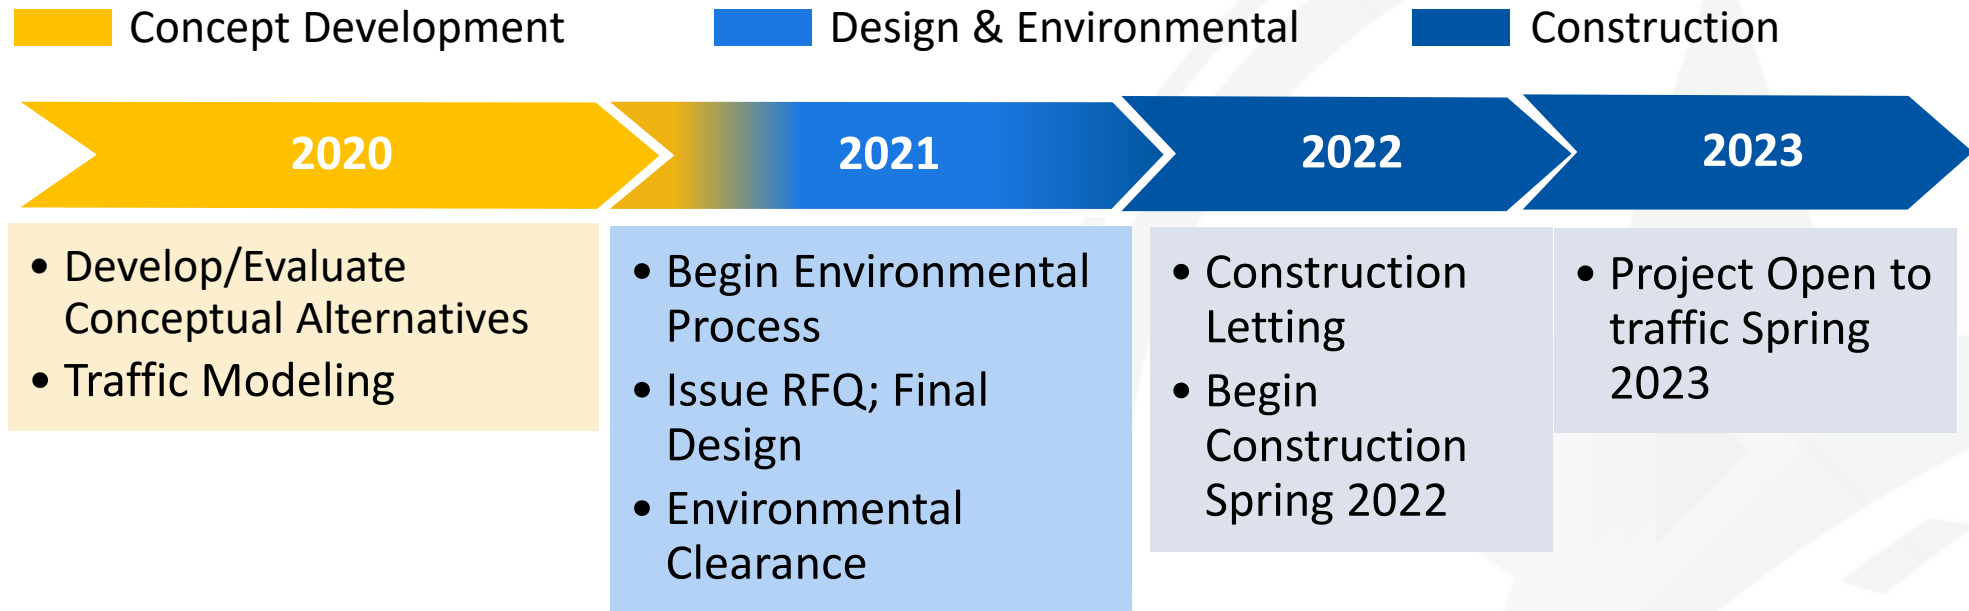 Concept Development
Design & Environmental
Construction
2020
2021
2022
2023
• Develop/Evaluate
Conceptual Alternatives
• Traffic Modeling
• Begin Environmental
Process
• Issue RFQ; Final
Design
• Environmental
Clearance
• Construction
Letting
• Begin
Construction
Spring 2022
• Project Open to
traffic Spring
2023